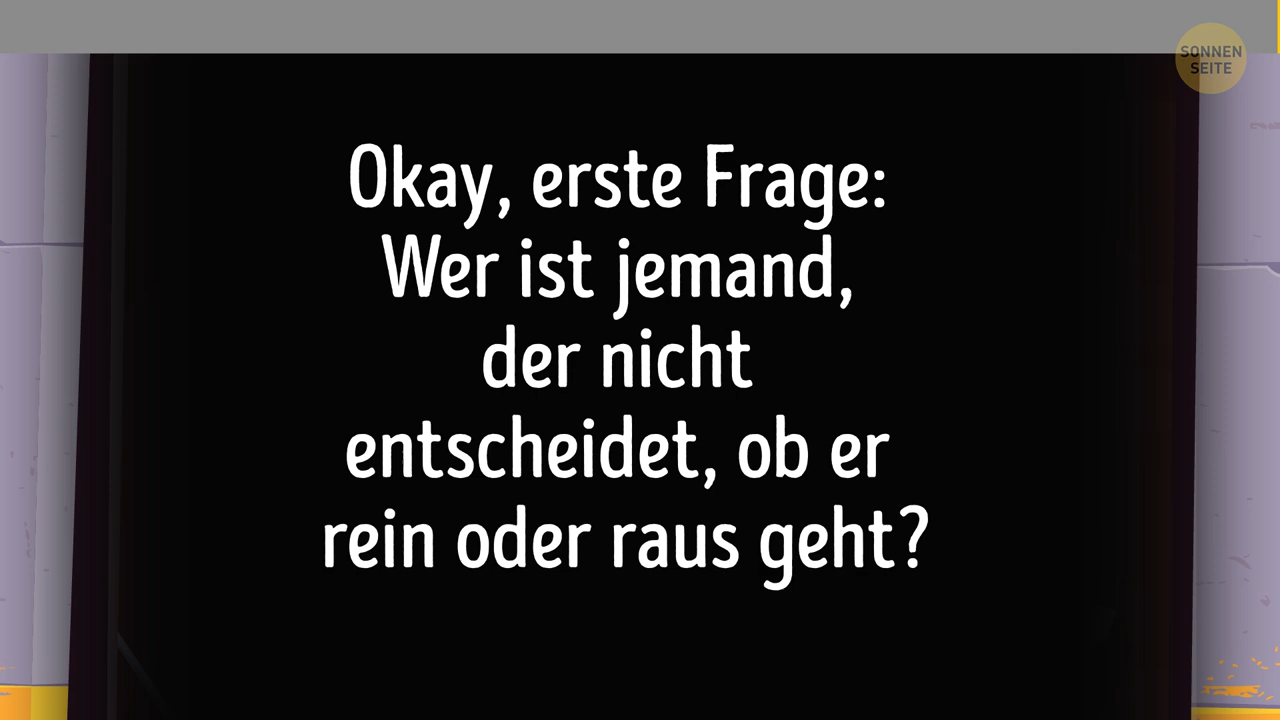 SONNEN
SEITE
Okay, erste Frage:
Wer ist jemand,
der nicht
entscheidet, ob er
rein oder raus geht?